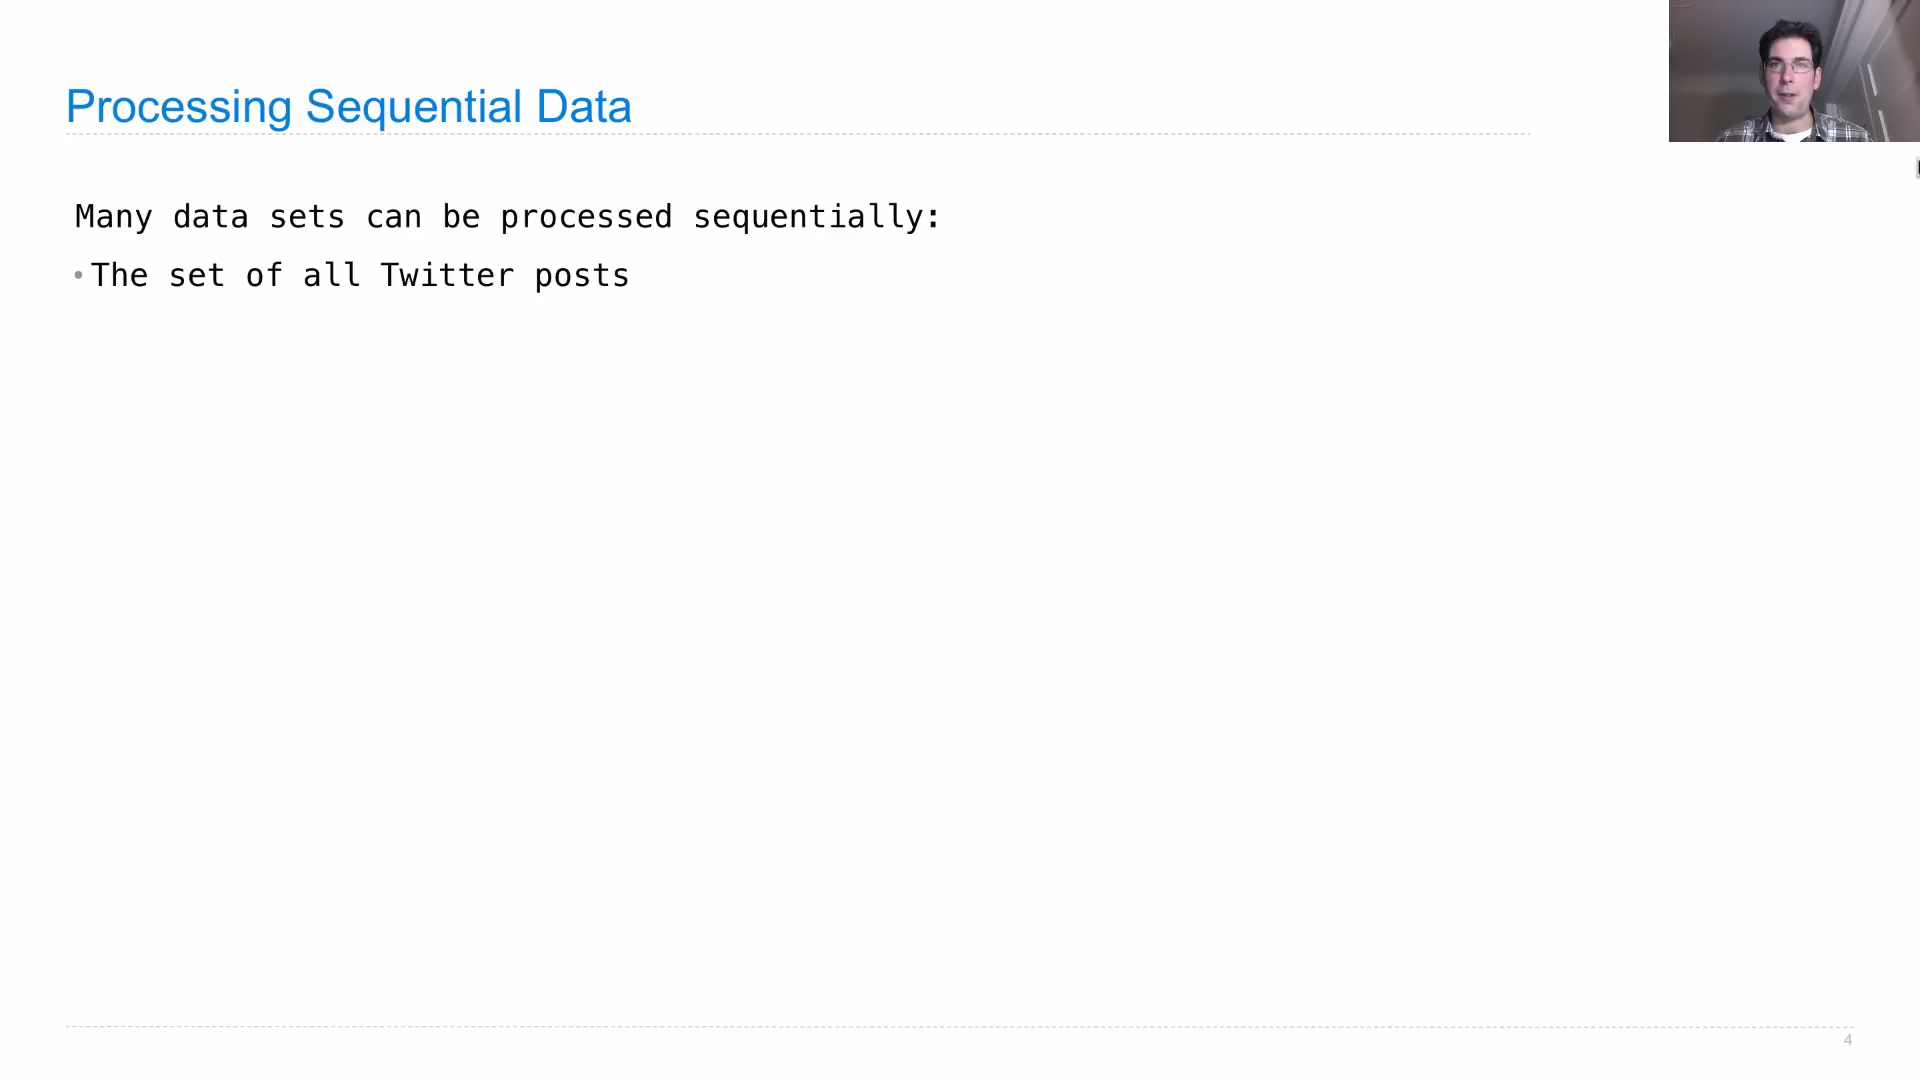 Processing Sequential Data
Many data sets can be processed sequentially:
• The set of all Twitter posts
4